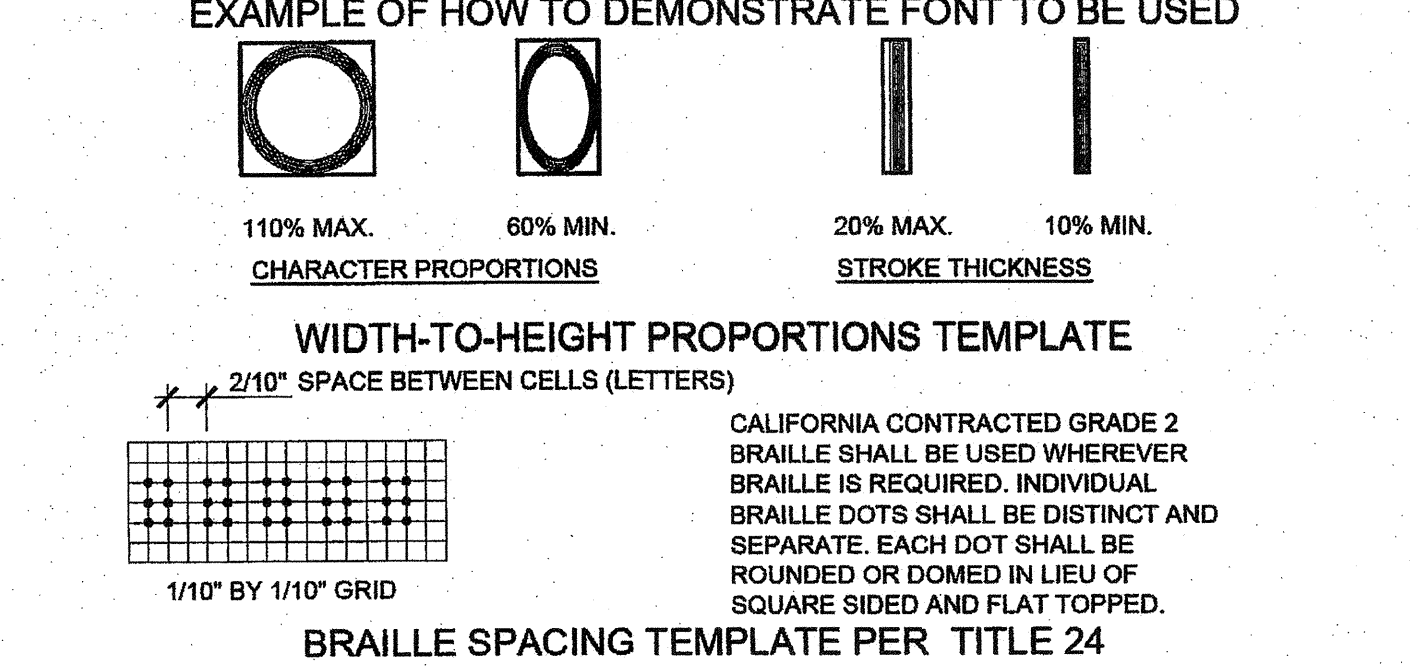 EXAMPLE OF HOW TO DEMONSTRATE FONT TO BE USED
110% MAX. 60% MIN. 20% MAX. 10% MIN.
CHARACTER PROPORTIONS STROKE THICKNESS
WIDTH-TO-HEIGHT PROPORTIONS TEMPLATE
2/10" SPACE BETWEEN CELLS (LETTERS)
CALIFORNIA CONTRACTED GRADE 2
BRAILLE SHALL BE USED WHEREVER
BRAILLE IS REQUIRED. INDIVIDUAL
BRAILLE DOTS SHALL BE DISTINCT AND
SEPARATE. EACH DOT SHALL BE
ROUNDED OR DOMED IN LIEU OF
SQUARE SIDED AND FLAT TOPPED.
1/10" BY 1/10" GRID
BRAILLE SPACING TEMPLATE PER TITLE 24